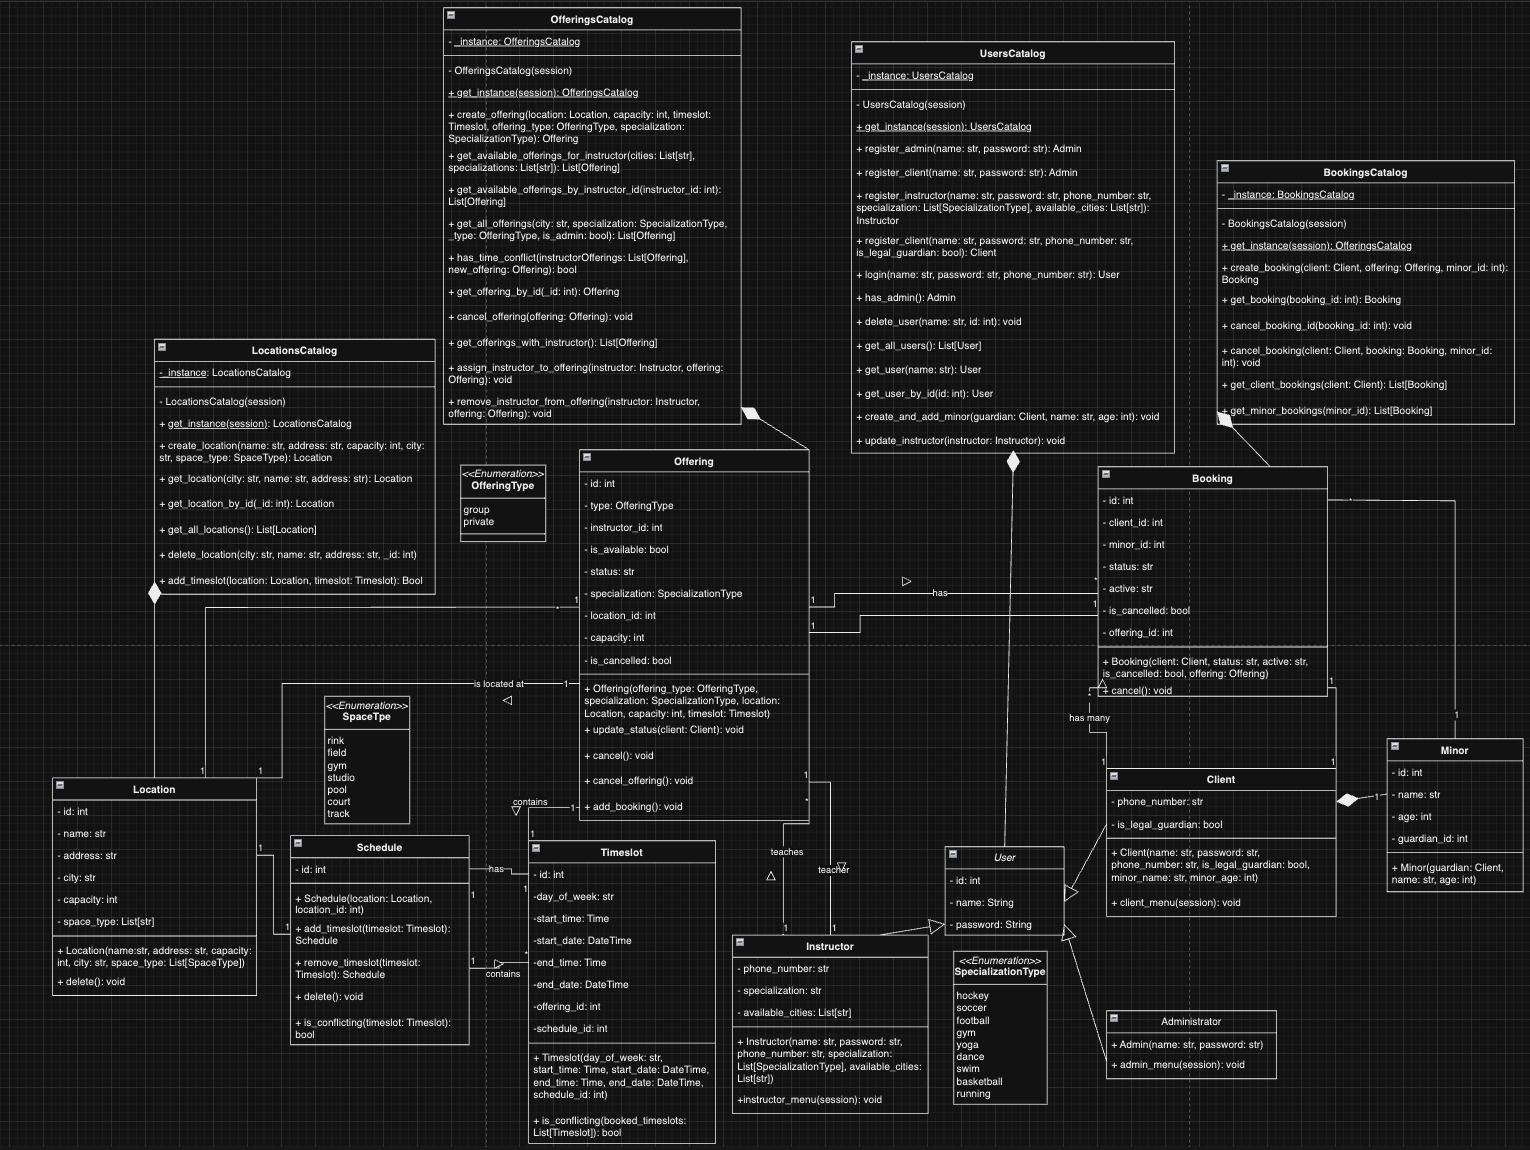 OfferingsCatalog
- _instance: OfferingsCatalog
- OfferingsCatalog(session)
+ get_instance(session): OfferingsCatalog
+ create_offering(location: Location, capacity: int, timeslot:
Timeslot, offering_type: OfferingType, specialization:
SpecializationType): Offering
+ get_available_offerings_for_instructor(cities: List[str],
specializations: List[str]): List[Offering]
+ get_available_offerings_by_instructor_id(instructor_id: int):
List[Offering]
+ get_all_offerings(city: str, specialization: SpecializationType,
_type: OfferingType, is_admin: bool): List[Offering]
+ has_time_conflict(instructorOfferings: List[Offering],
new_offering: Offering): bool
+ get_offering_by_id(_id: int): Offering
+ cancel_offering(offering: Offering): void
+ get_offerings_with_instructor(): List[Offering]
+ assign_instructor_to_offering(instructor: Instructor, offering:
Offering): void
+ remove_instructor_from_offering(instructor: Instructor,
offering: Offering): void
UsersCatalog
- _instance: UsersCatalog
- UsersCatalog(session)
+ get_instance(session): UsersCatalog
+ register_admin(name: str, password: str): Admin
+ register_client(name: str, password: str): Admin
+ register_instructor(name: str, password: str, phone_number: str,
specialization: List[SpecializationType], available_cities: List[str]):
Instructor
+ register_client(name: str, password: str, phone_number: str,
is_legal_guardian: bool): Client
+ login(name: str, password: str, phone_number: str): User
+ has_admin(): Admin
+ delete_user(name: str, id: int): void
+ get_all_users(): List[User]
+ get_user(name: str): User
+ get_user_by_id(id: int): User
+ create_and_add_minor(guardian: Client, name: str, age: int): void
+ update_instructor(instructor: Instructor): void
BookingsCatalog
- _instance: BookingsCatalog
- BookingsCatalog(session)
+ get_instance(session): OfferingsCatalog
+ create_booking(client: Client, offering: Offering, minor_id: int):
Booking
+ get_booking(booking_id: int): Booking
+ cancel_booking_id(booking_id: int): void
+ cancel_booking(client: Client, booking: Booking, minor_id:
int): void
+ get_client_bookings(client: Client): List[Booking]
+ get_minor_bookings(minor_id): List[Booking]
LocationsCatalog
- _instance: LocationsCatalog
- LocationsCatalog(session)
+ get_instance(session): LocationsCatalog
+ create_location(name: str, address: str, capacity: int, city:
str, space_type: SpaceType): Location
+ get_location(city: str, name: str, address: str): Location
+ get_location_by_id(_id: int): Location
+ get_all_locations(): List[Location]
+ delete_location(city: str, name: str, address: str, _id: int)
+ add_timeslot(location: Location, timeslot: Timeslot): Bool
<<Enumeration>>
OfferingType
group
private
Offering
- id: int
- type: OfferingType
- instructor_id: int
- is_available: bool
- status: str
- specialization: SpecializationType
- location_id: int
- capacity: int
- is_cancelled: bool
+ Offering(offering_type: OfferingType,
specialization: SpecializationType, location:
Location, capacity: int, timeslot: Timeslot)
+ update_status(client: Client): void
+ cancel(): void
+ cancel_offering(): void
+ add_booking(): void
Booking
- id: int
- client_id: int
- minor_id: int
- status: str
- active: str
- is_cancelled: bool
- offering_id: int
+ Booking(client: Client, status: str, active: str,
is_cancelled: bool, offering: Offering)
+ cancel(): void
*
1
*
1
has
*
1
1
is located at
1
1
1
1
*
has many
1
1
1
<<Enumeration>>
SpaceTpe
rink
field
gym
studio
pool
court
track
Location
- id: int
- name: str
- address: str
- city: str
- capacity: int
- space_type: List[str]
+ Location(name:str, address: str, capacity:
int, city: str, space_type: List[SpaceType])
+ delete(): void
1
1
Schedule
- id: int
+ Schedule(location: Location,
location_id: int)
+ add_timeslot(timeslot: Timeslot):
Schedule
+ remove_timeslot(timeslot:
Timeslot): Schedule
+ delete(): void
+ is_conflicting(timeslot: Timeslot):
bool
contains
1
1
has
1
1
1
*
contains
Timeslot
- id: int
-day_of_week: str
-start_time: Time
-start_date: DateTime
-end_time: Time
-end_date: DateTime
-offering_id: int
-schedule_id: int
+ Timeslot(day_of_week: str,
start_time: Time, start_date: DateTime,
end_time: Time, end_date: DateTime,
schedule_id: int)
+ is_conflicting(booked_timeslots:
List[Timeslot]): bool
1
*
teaches
teacher
1
1
Instructor
- phone_number: str
- specialization: str
- available_cities: List[str]
+ Instructor(name: str, password: str,
phone_number: str, specialization:
List[SpecializationType], available_cities:
List[str])
+instructor_menu(session): void
User
- id: int
- name: String
- password: String
<<Enumeration>>
SpecializationType
hockey
soccer
football
gym
yoga
dance
swim
basketball
running
Client
- phone_number: str
- is_legal_guardian: bool
+ Client(name: str, password: str,
phone_number: str, is_legal_guardian: bool,
minor_name: str, minor_age: int)
+ client_menu(session): void
1
Minor
- id: int
- name: str
- age: int
- guardian_id: int
+ Minor(guardian: Client,
name: str, age: int)
Administrator
+ Admin(name: str, password: str)
+ admin_menu(session): void